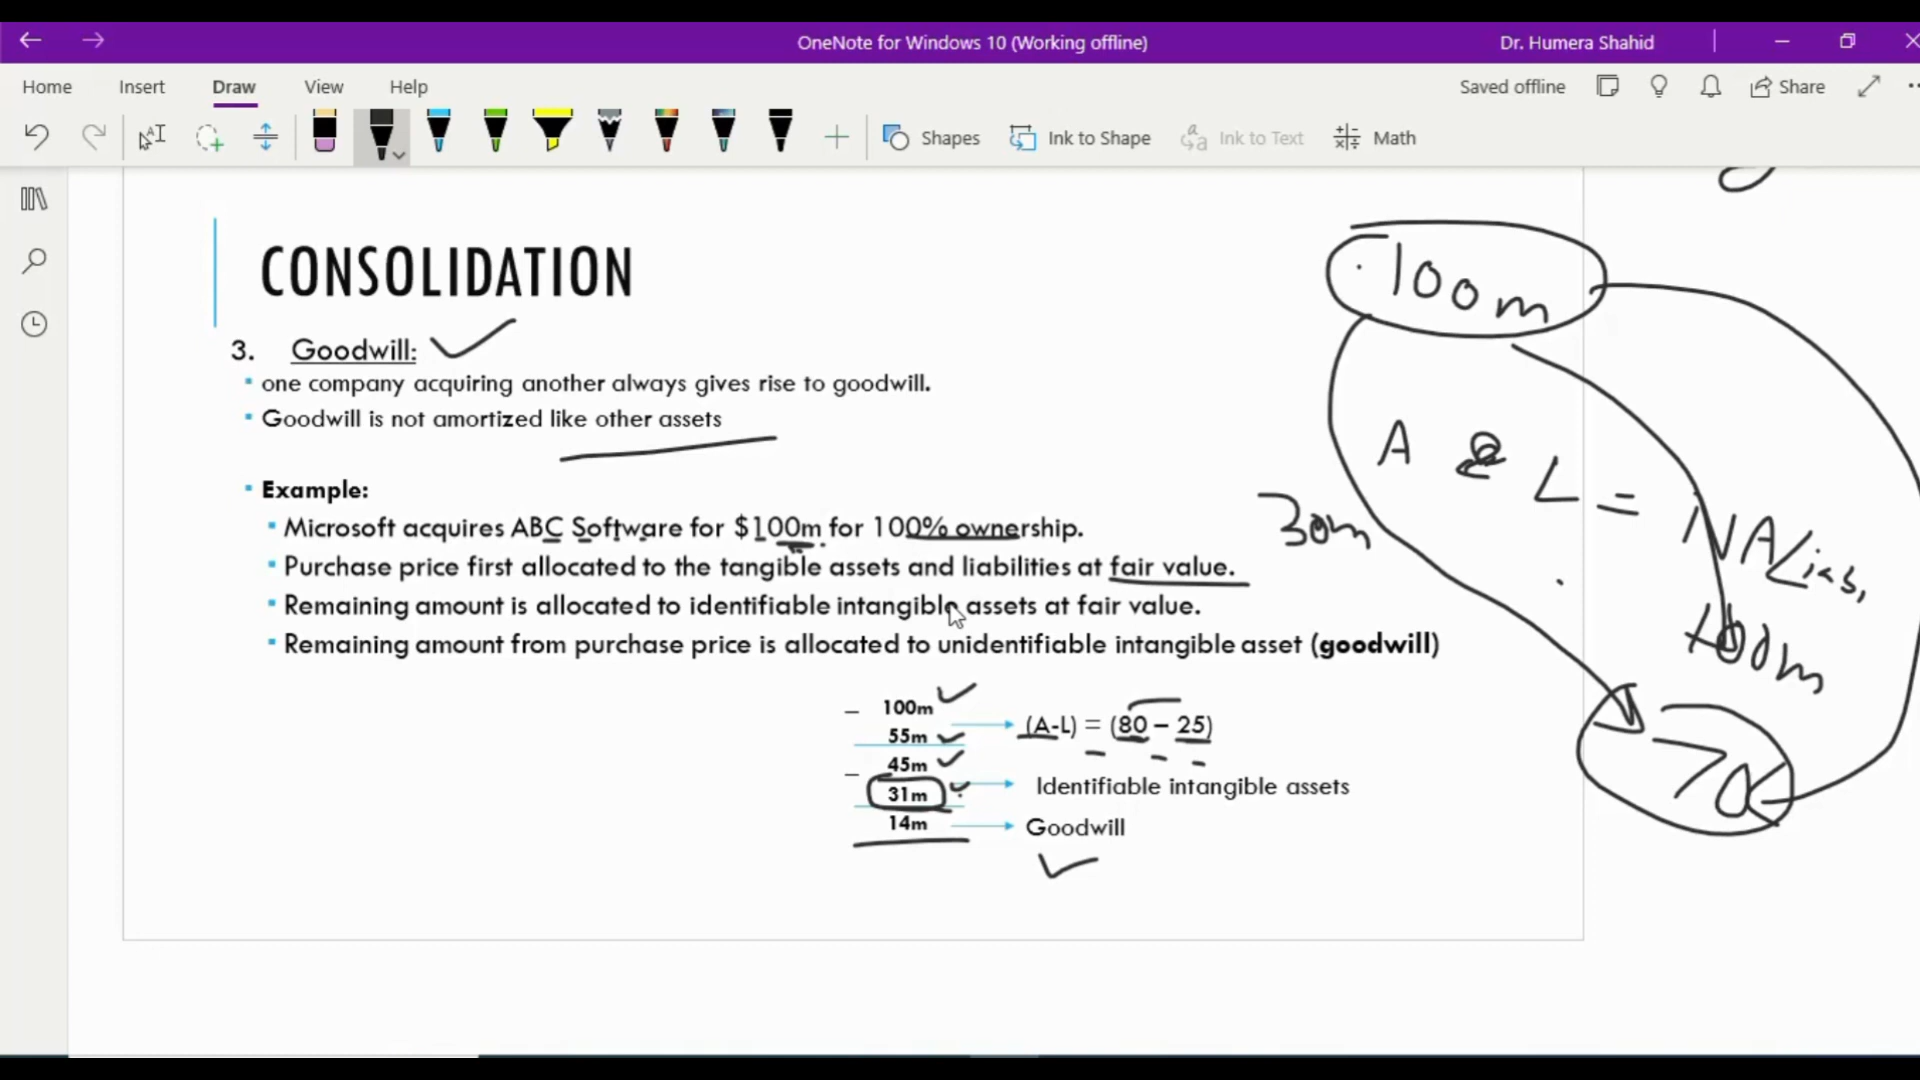 OneNote for Windows 10 (Working offline)
Dr. Humera Shahid
Home Insert Draw View Help
Saved offline
Share
Shapes
Ink to Shape
Ink to Text
Math
CONSOLIDATION
3. Goodwill:
one company acquiring another always gives rise to goodwill.
Goodwill is not amortized like other assets
Example:
Microsoft acquires ABC Software for $100m for 100% ownership.
Purchase price first allocated to the tangible assets and liabilities at fair value.
Remaining amount is allocated to identifiable intangible assets at fair value.
Remaining amount from purchase price is allocated to unidentifiable intangible asset (goodwill)
– 100m
55m (A-L) = (80 – 25)
45m
– 31m Identifiable intangible assets
14m Goodwill
100m
A & L =
30m
100m
70